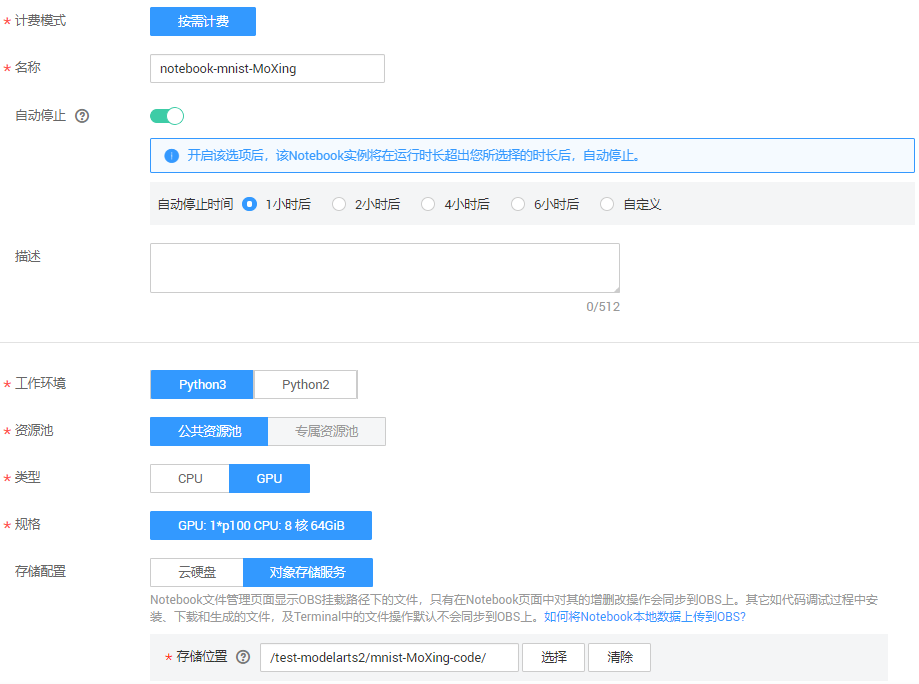 * 计费模式 按需计费
* 名称 notebook-mnist-MoXing
自动停止 ?
开启该选项后，该Notebook实例将在运行时长超出您所选择的时长后，自动停止。
自动停止时间 1小时后 2小时后 4小时后 6小时后 自定义
描述
0/512
* 工作环境 Python3 Python2
* 资源池 公共资源池 专属资源池
* 类型 CPU GPU
* 规格 GPU: 1*p100 CPU: 8 核 64GiB
存储配置 云硬盘 对象存储服务
Notebook文件管理页面显示OBS挂载路径下的文件，只有在Notebook页面中对其的增删改操作会同步到OBS上。其它如代码调试过程中安
装、下载和生成的文件，及Terminal中的文件操作默认不会同步到OBS上。如何将Notebook本地数据上传到OBS?
* 存储位置 ? /test-modelarts2/mnist-MoXing-code/ 选择 清除